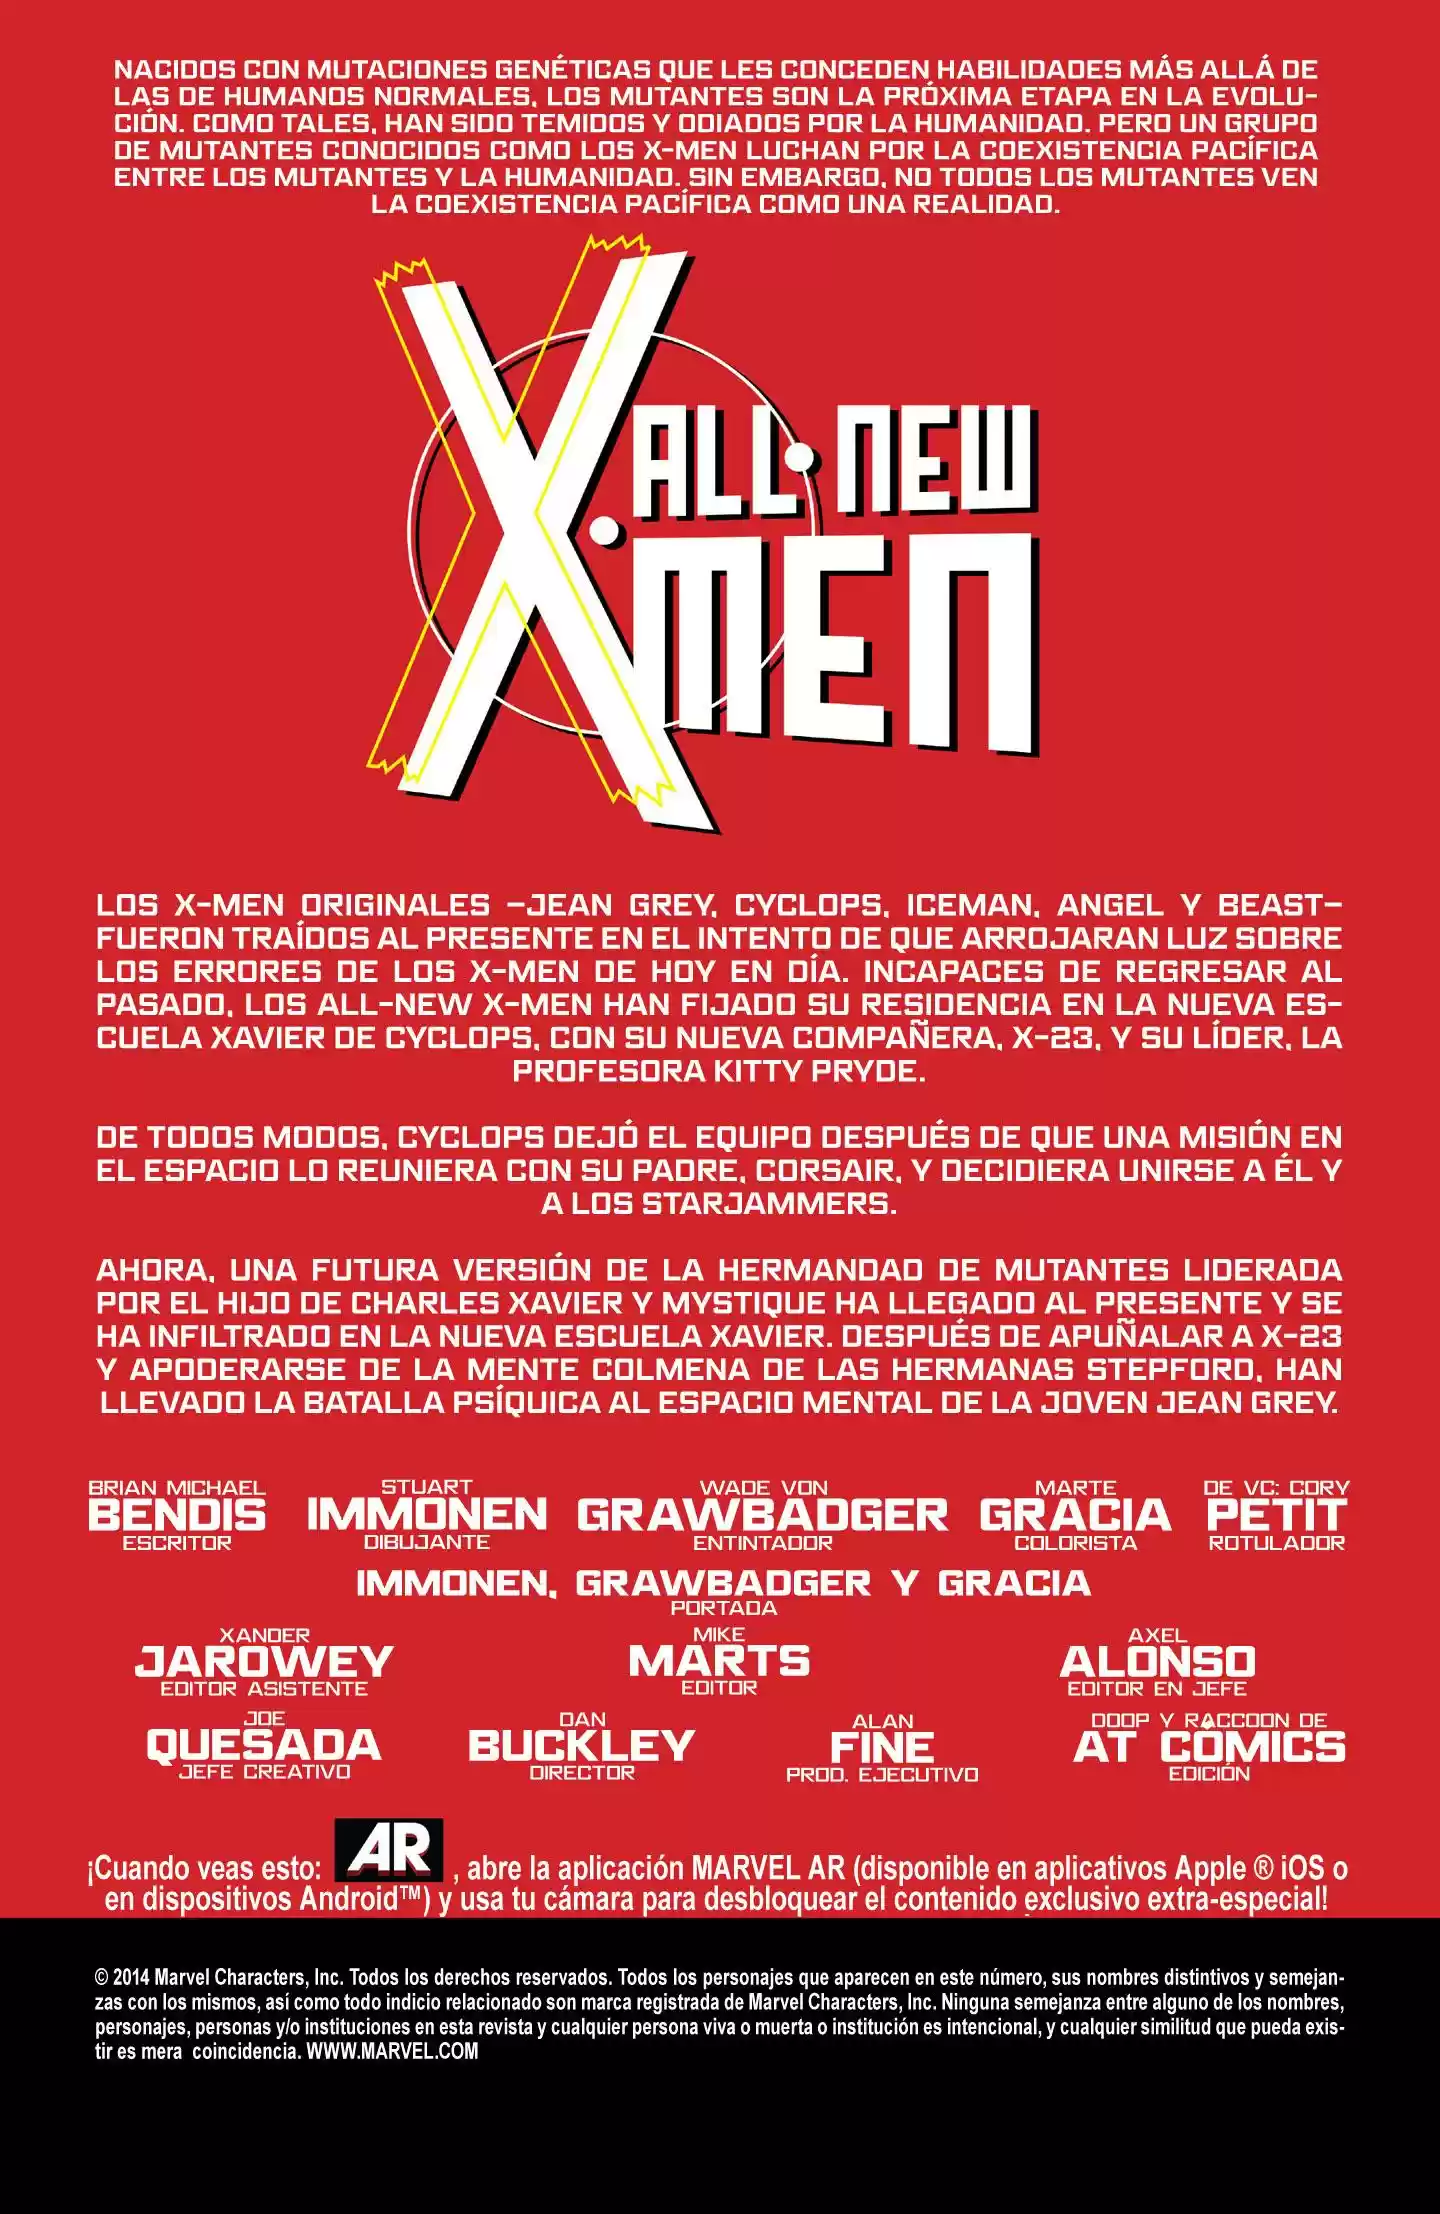 NACIDOS CON MUTACIONES GENÉTICAS QUE LES CONCEDEN HABILIDADES MÁS ALLÁ DE
LAS DE HUMANOS NORMALES, LOS MUTANTES SON LA PRÓXIMA ETAPA EN LA EVOLU-
CIÓN. COMO TALES, HAN SIDO TEMIDOS Y ODIADOS POR LA HUMANIDAD. PERO UN GRUPO
DE MUTANTES CONOCIDOS COMO LOS X-MEN LUCHAN POR LA COEXISTENCIA PACÍFICA
ENTRE LOS MUTANTES Y LA HUMANIDAD. SIN EMBARGO, NO TODOS LOS MUTANTES VEN
LA COEXISTENCIA PACÍFICA COMO UNA REALIDAD.
ALL·NEW
X·MEN
LOS X-MEN ORIGINALES –JEAN GREY, CYCLOPS, ICEMAN, ANGEL Y BEAST–
FUERON TRAÍDOS AL PRESENTE EN EL INTENTO DE QUE ARROJARAN LUZ SOBRE
LOS ERRORES DE LOS X-MEN DE HOY EN DÍA. INCAPACES DE REGRESAR AL
PASADO, LOS ALL-NEW X-MEN HAN FIJADO SU RESIDENCIA EN LA NUEVA ES-
CUELA XAVIER DE CYCLOPS, CON SU NUEVA COMPAÑERA, X-23, Y SU LÍDER, LA
PROFESORA KITTY PRYDE.
DE TODOS MODOS, CYCLOPS DEJÓ EL EQUIPO DESPUÉS DE QUE UNA MISIÓN EN
EL ESPACIO LO REUNIERA CON SU PADRE, CORSAIR, Y DECIDIERA UNIRSE A ÉL Y
A LOS STARJAMMERS.
AHORA, UNA FUTURA VERSIÓN DE LA HERMANDAD DE MUTANTES LIDERADA
POR EL HIJO DE CHARLES XAVIER Y MYSTIQUE HA LLEGADO AL PRESENTE Y SE
HA INFILTRADO EN LA NUEVA ESCUELA XAVIER. DESPUÉS DE APUÑALAR A X-23
Y APODERARSE DE LA MENTE COLMENA DE LAS HERMANAS STEPFORD, HAN
LLEVADO LA BATALLA PSÍQUICA AL ESPACIO MENTAL DE LA JOVEN JEAN GREY.
BRIAN MICHAEL STUART WADE VON MARTE DE VC: CORY
BENDIS IMMONEN GRAWBADGER GRACIA PETIT
ESCRITOR DIBUJANTE ENTINTADOR COLORISTA ROTULADOR
IMMONEN, GRAWBADGER Y GRACIA
PORTADA
XANDER MIKE AXEL
JAROWEY MARTS ALONSO
EDITOR ASISTENTE EDITOR EDITOR EN JEFE
JOE DAN ALAN DOOP Y RACCOON DE
QUESADA BUCKLEY FINE AT CÓMICS
JEFE CREATIVO DIRECTOR PROD. EJECUTIVO EDICIÓN
¡Cuando veas esto: AR , abre la aplicación MARVEL AR (disponible en aplicativos Apple ® iOS o
en dispositivos Android™) y usa tu cámara para desbloquear el contenido exclusivo extra-especial!
© 2014 Marvel Characters, Inc. Todos los derechos reservados. Todos los personajes que aparecen en este número, sus nombres distintivos y semejan-
zas con los mismos, así como todo indicio relacionado son marca registrada de Marvel Characters, Inc. Ninguna semejanza entre alguno de los nombres,
personajes, personas y/o instituciones en esta revista y cualquier persona viva o muerta o institución es intencional, y cualquier similitud que pueda exis-
tir es mera coincidencia. WWW.MARVEL.COM